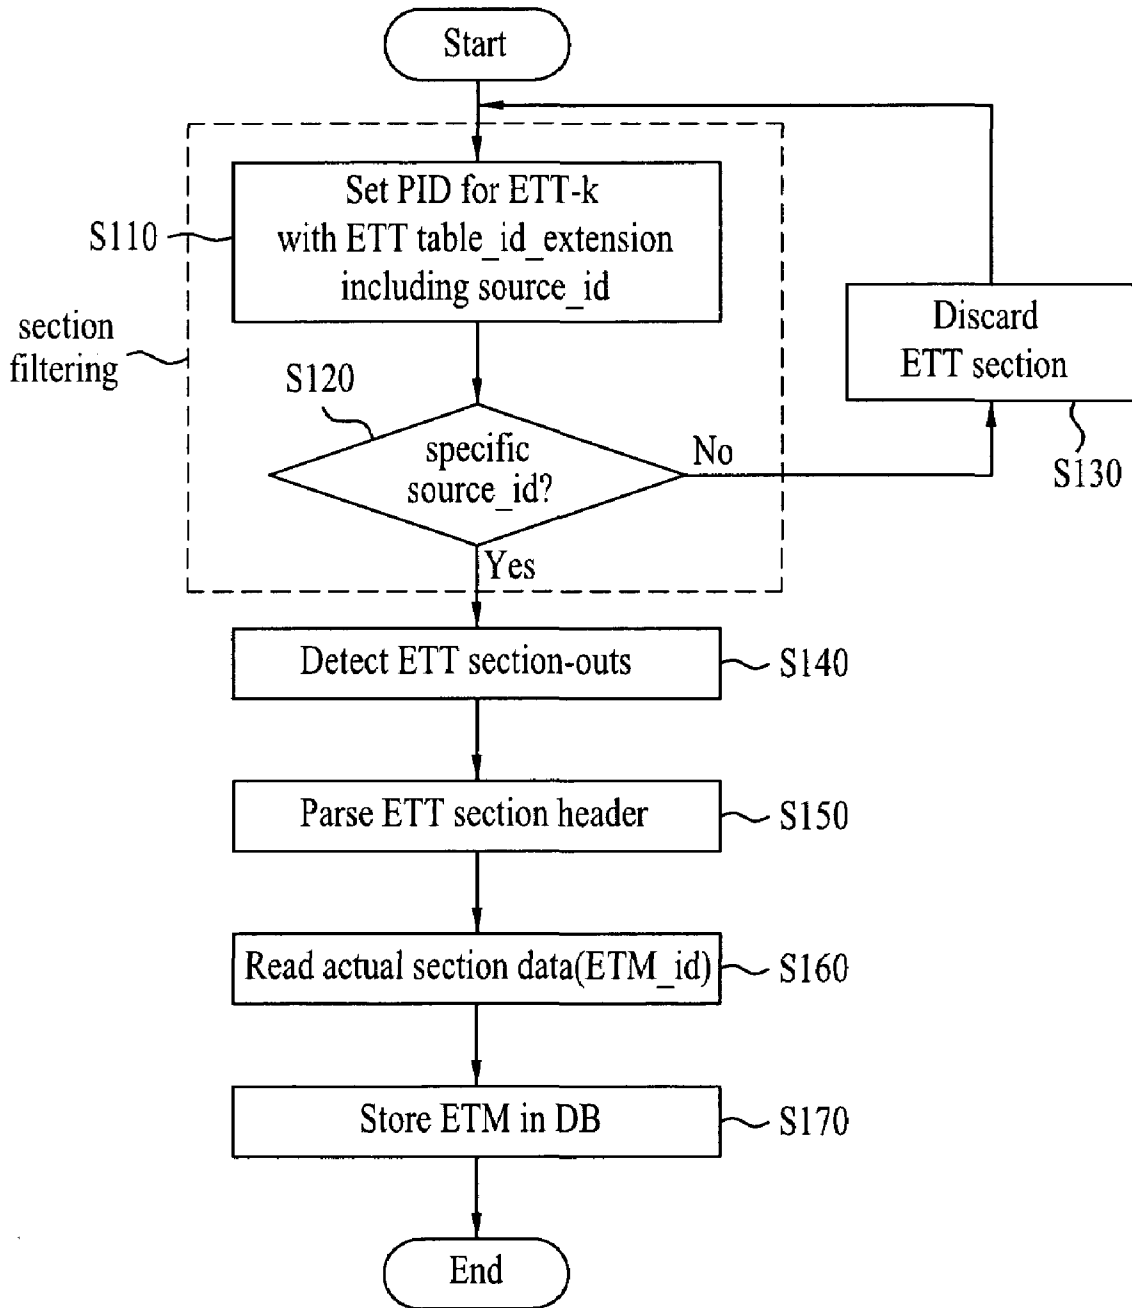 Start
Set PID for ETT-k
with ETT table_id_extension
including source_id
S110
section
filtering
Discard
ETT section
S130
S120
specific
source_id?
No
Yes
Detect ETT section-outs
S140
Parse ETT section header
S150
Read actual section data(ETM_id)
S160
Store ETM in DB
S170
End